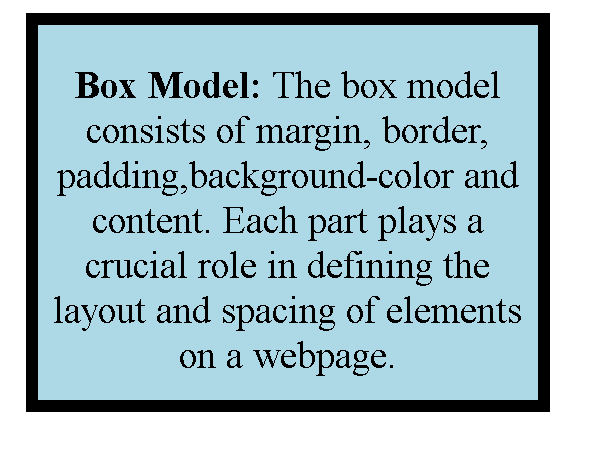 Box Model: The box model
consists of margin, border,
padding,background-color and
content. Each part plays a
crucial role in defining the
layout and spacing of elements
on a webpage.